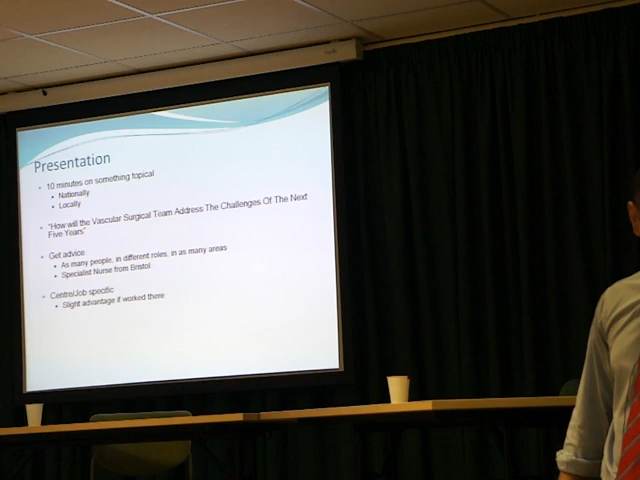 Presentation
10 minutes on something topical
Nationally
Locally
"How will the Vascular Surgical Team Address The Challenges Of The Next
Five Years"
Get advice
As many people, in different roles, in as many areas
Specialist Nurse from Bristol
Centre/Job specific
Slight advantage if worked there